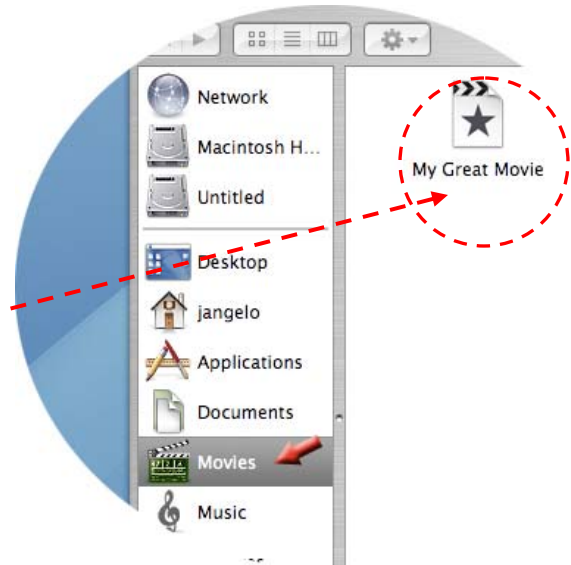 Network
Macintosh H...
Untitled
Desktop
jangelo
Applications
Documents
Movies
Music
My Great Movie